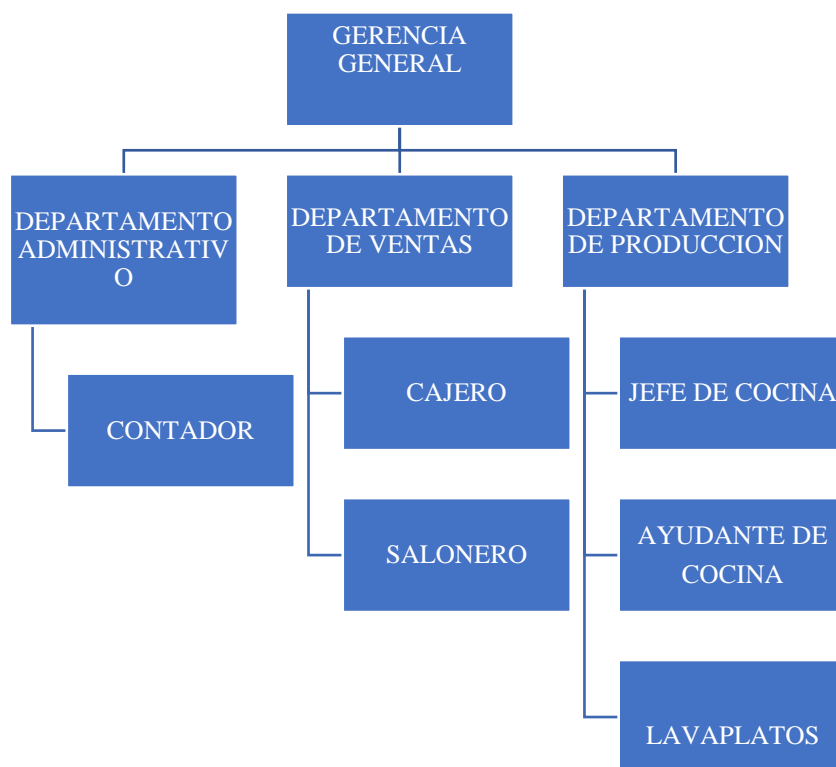 GERENCIA
GENERAL
DEPARTAMENTO
ADMINISTRATIV
O
DEPARTAMENTO
DE VENTAS
DEPARTAMENTO
DE PRODUCCION
CONTADOR
CAJERO
SALONERO
JEFE DE COCINA
AYUDANTE DE
COCINA
LAVAPLATOS